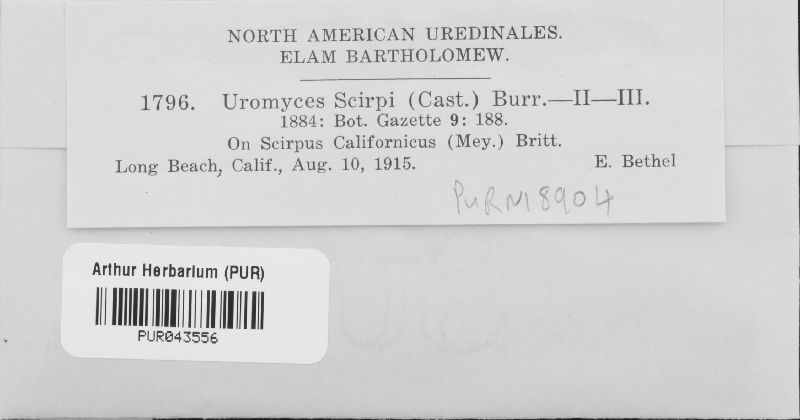 NORTH AMERICAN UREDINALES.
ELAM BARTHOLOMEW.
1796. Uromyces Scirpi (Cast.) Burr.—II—III.
1884: Bot. Gazette 9: 188.
On Scirpus Californicus (Mey.) Britt.
Long Beach, Calif., Aug. 10, 1915. E. Bethel
PURN18904
Arthur Herbarium (PUR)
PUR043556